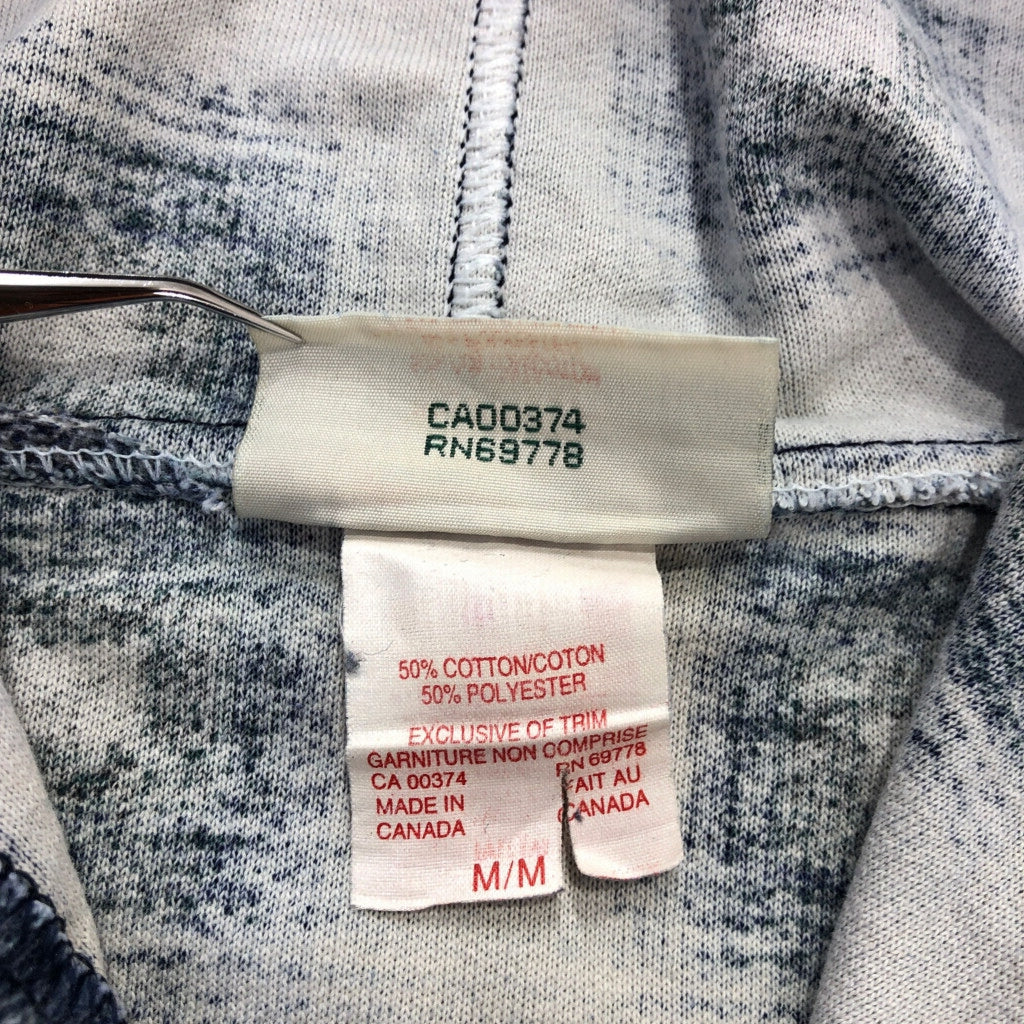 CA00374
RN69778
50% COTTON/COTON
50% POLYESTER
EXCLUSIVE OF TRIM
GARNITURE NON COMPRISE
CA 00374
RN 69778
MADE IN
FAIT AU
CANADA
CANADA
M/M